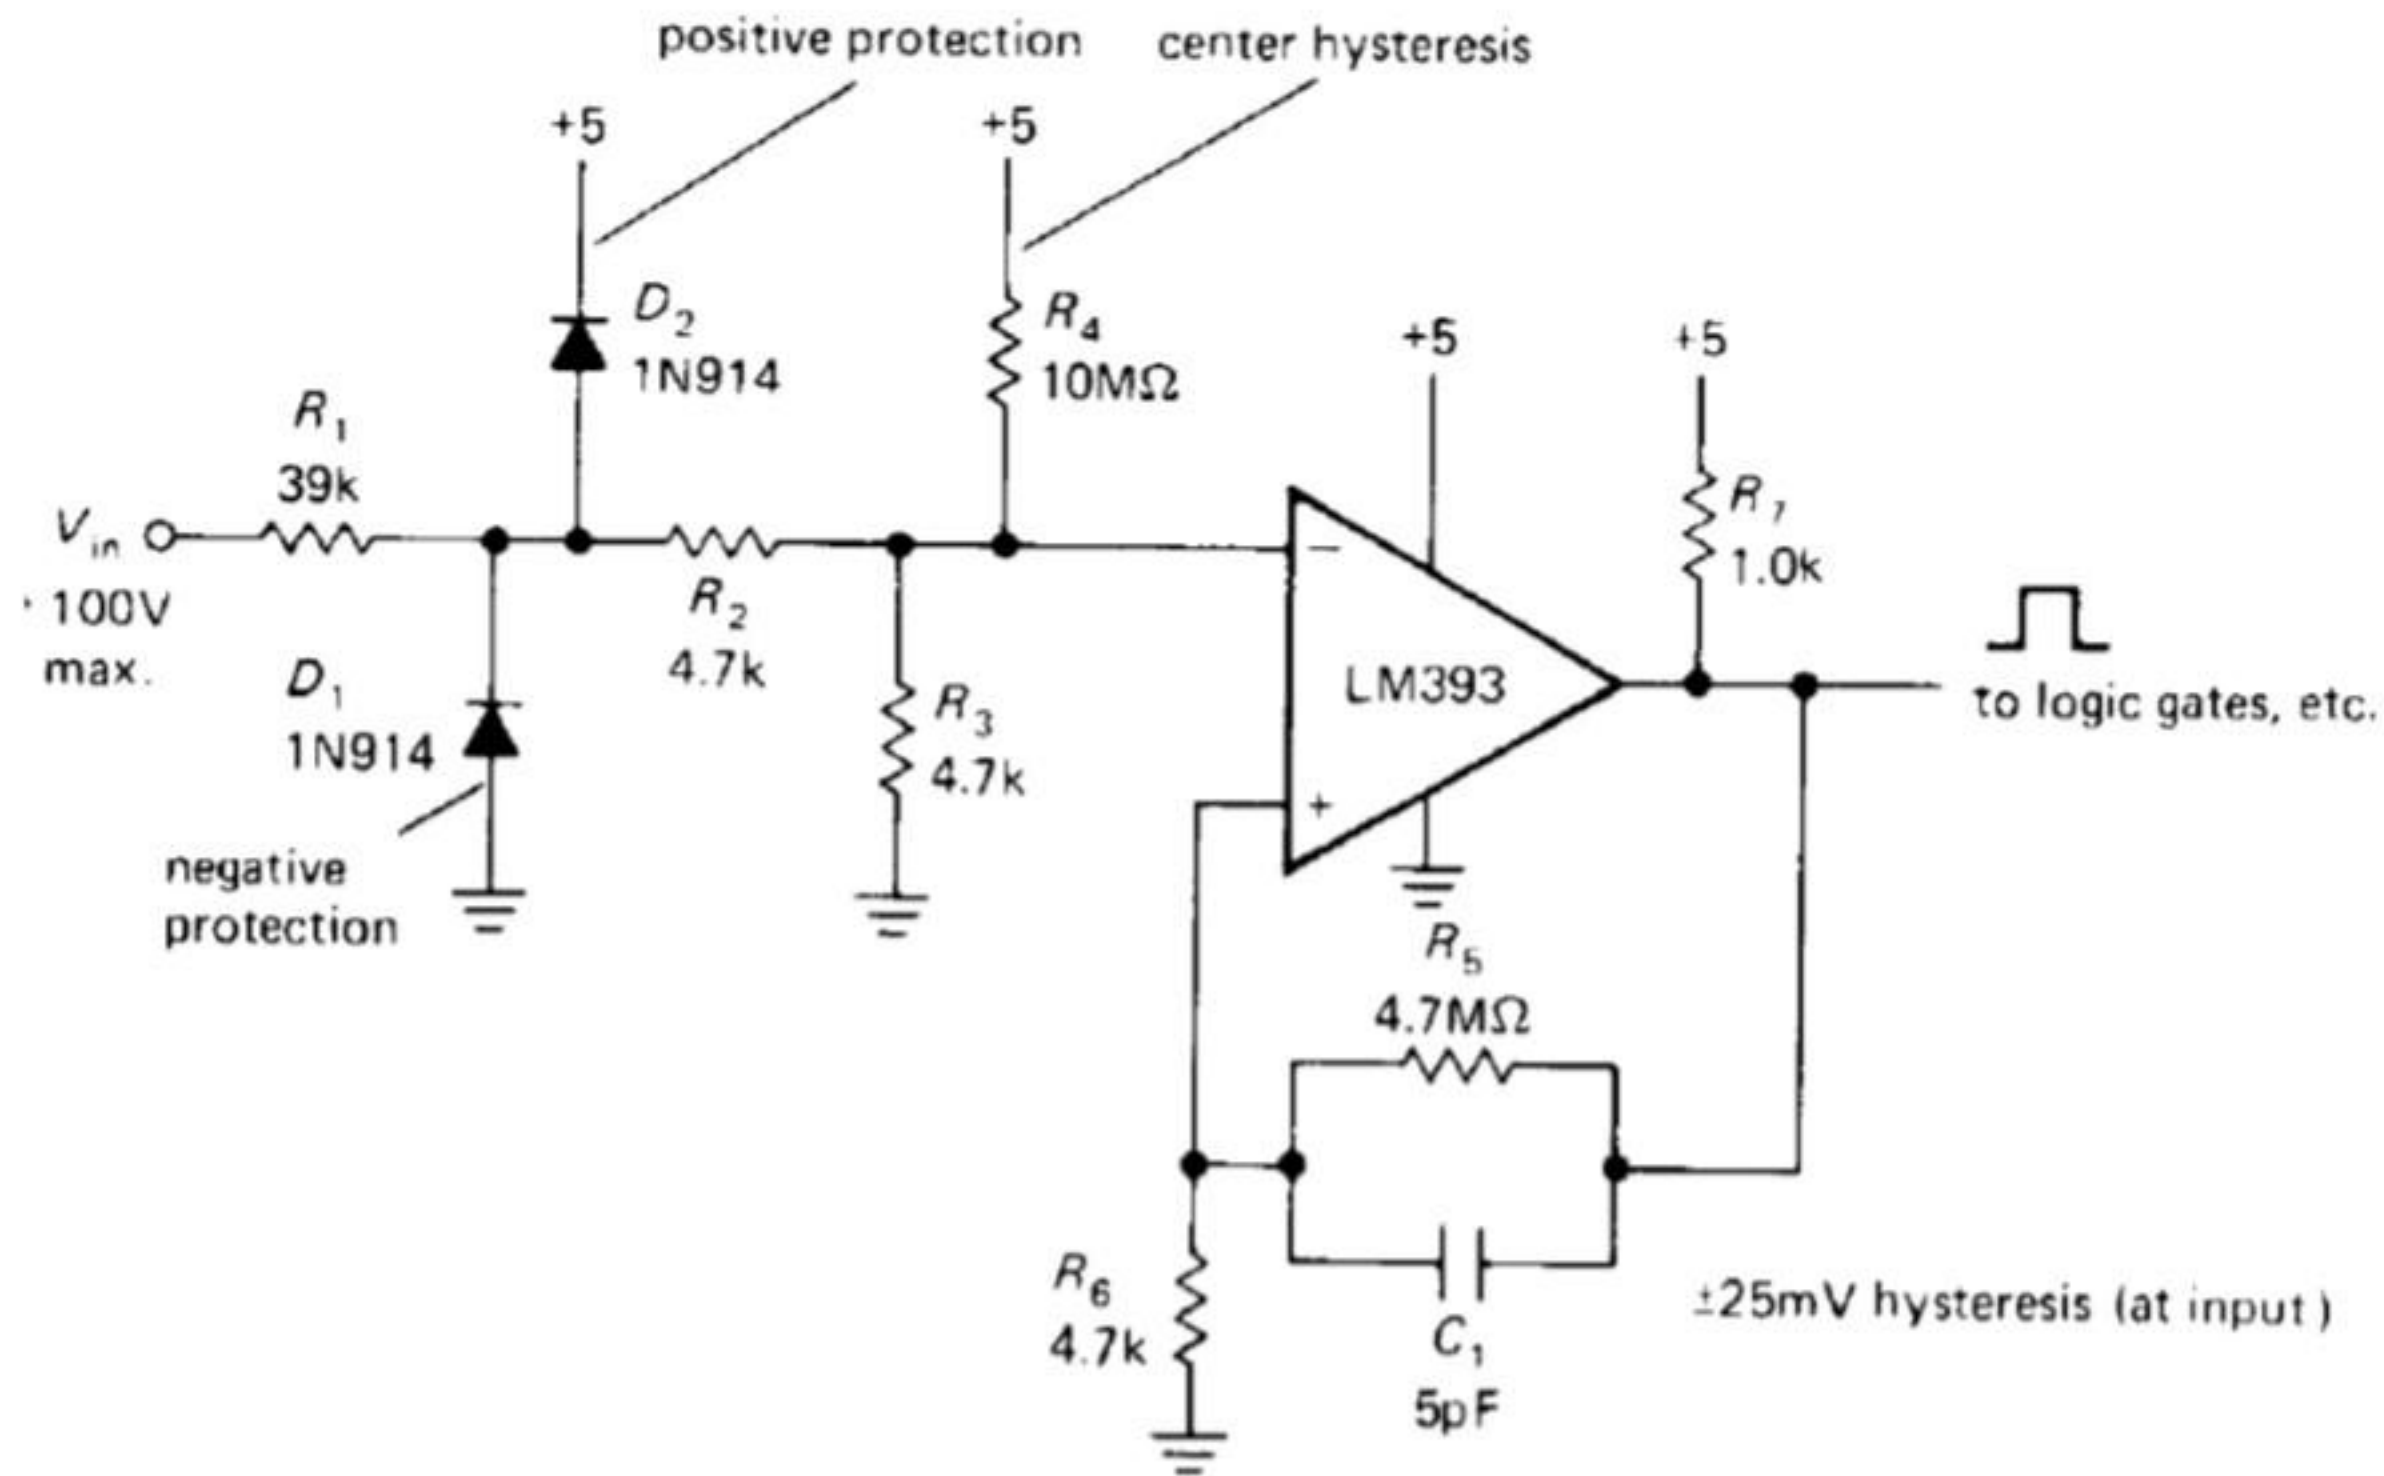 positive protection
center hysteresis
+5
+5
D2
1N914
R4
10MΩ
+5
+5
R1
39k
R7
1.0k
Vin
100V
max.
R2
4.7k
D1
1N914
R3
4.7k
−
LM393
+
to logic gates, etc.
negative
protection
R5
4.7MΩ
R6
4.7k
C1
5pF
±25mV hysteresis (at input)